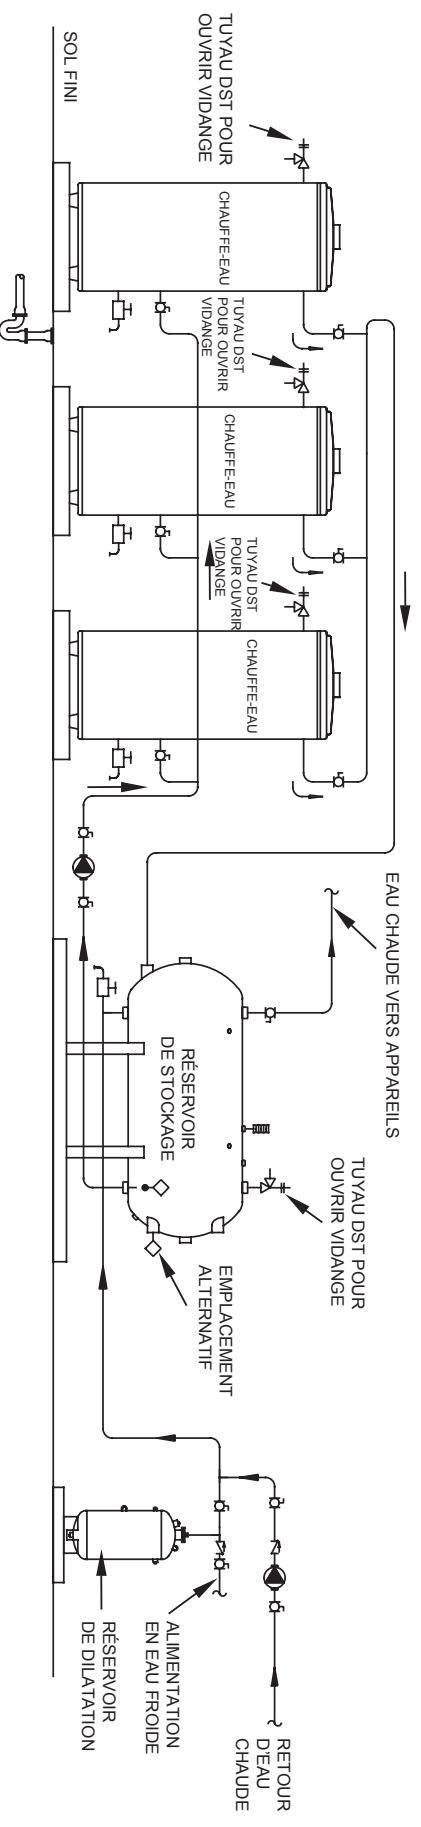 TUYAU DST POUR
OUVRIR VIDANGE
SOL FINI
CHAUFFE-EAU
TUYAU DST
POUR OUVRIR
VIDANGE
CHAUFFE-EAU
TUYAU DST
POUR OUVRIR
VIDANGE
CHAUFFE-EAU
EAU CHAUDE VERS APPAREILS
RÉSERVOIR
DE STOCKAGE
TUYAU DST POUR
OUVRIR VIDANGE
EMPLACEMENT
ALTERNATIF
RETOUR
D'EAU
CHAUDE
ALIMENTATION
EN EAU FROIDE
RÉSERVOIR
DE DILATATION